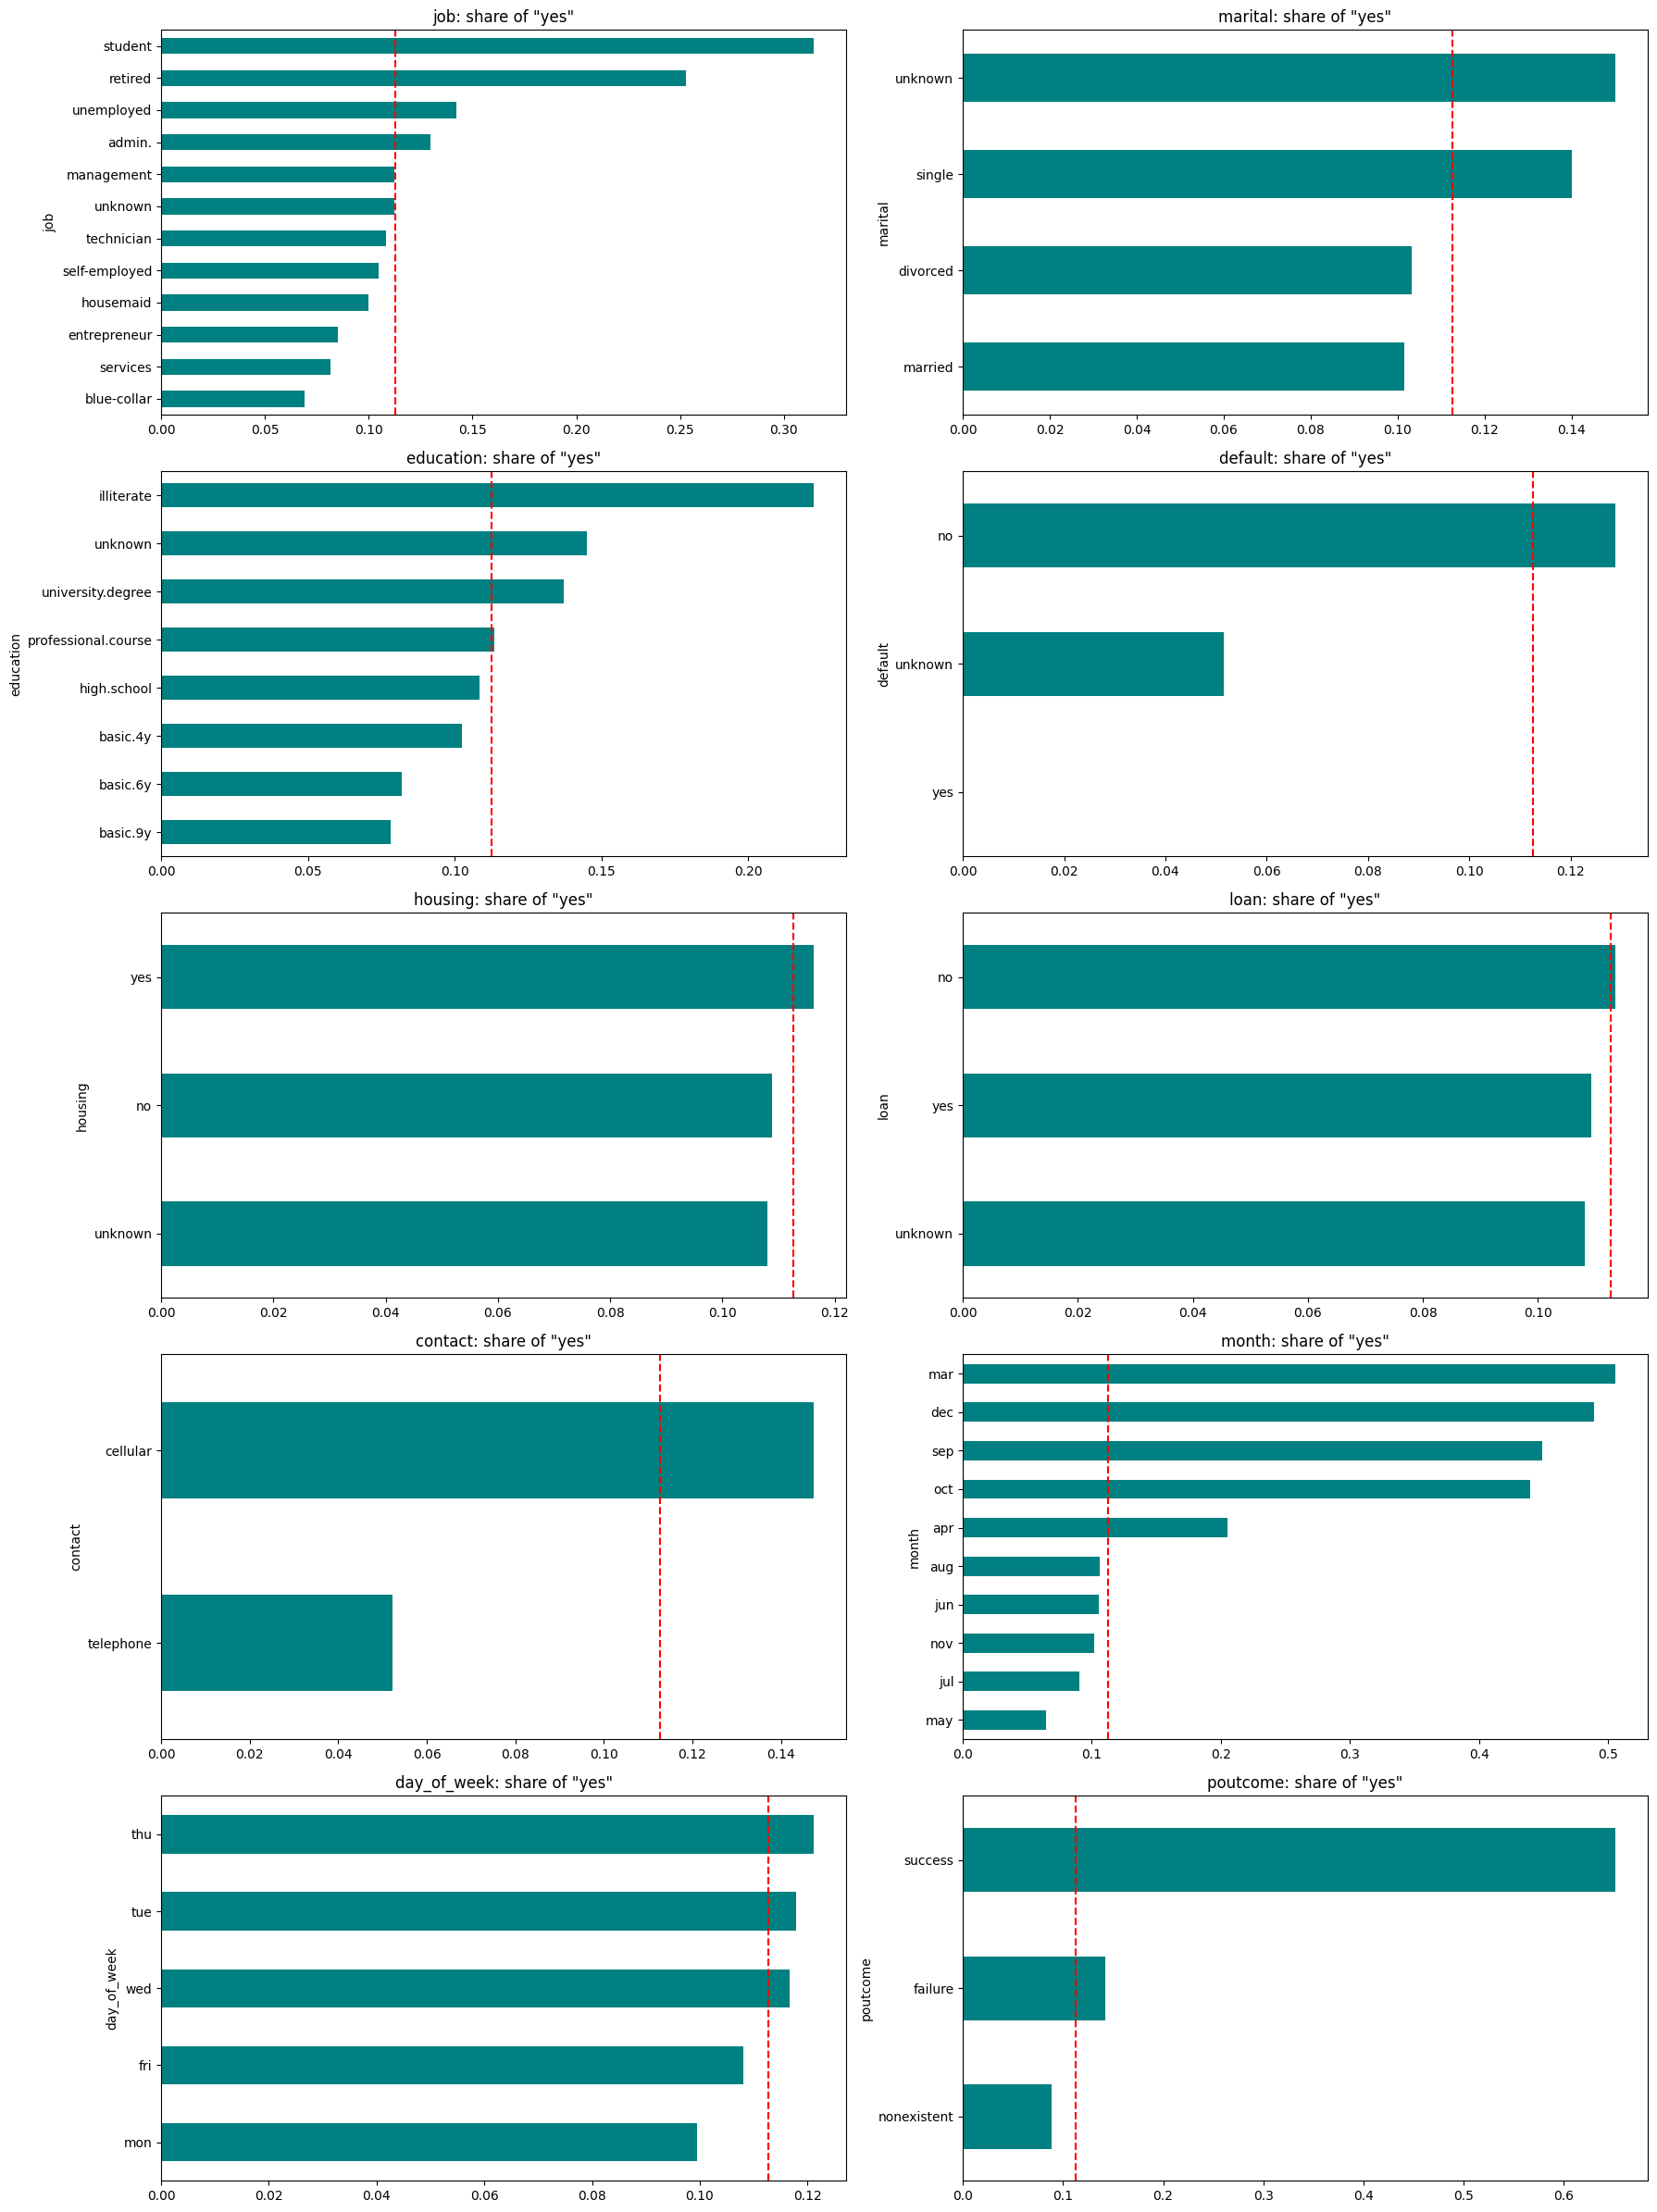 job: share of "yes"
student
retired
unemployed
admin.
management
unknown
technician
self-employed
housemaid
entrepreneur
services
blue-collar
job
0.00 0.05 0.10 0.15 0.20 0.25 0.30
marital: share of "yes"
unknown
single
divorced
married
marital
0.00 0.02 0.04 0.06 0.08 0.10 0.12 0.14
education: share of "yes"
illiterate
unknown
university.degree
professional.course
high.school
basic.4y
basic.6y
basic.9y
education
0.00 0.05 0.10 0.15 0.20
default: share of "yes"
no
unknown
yes
default
0.00 0.02 0.04 0.06 0.08 0.10 0.12
housing: share of "yes"
yes
no
unknown
housing
0.00 0.02 0.04 0.06 0.08 0.10 0.12
loan: share of "yes"
no
yes
unknown
loan
0.00 0.02 0.04 0.06 0.08 0.10
contact: share of "yes"
cellular
telephone
contact
0.00 0.02 0.04 0.06 0.08 0.10 0.12 0.14
month: share of "yes"
mar
dec
sep
oct
apr
aug
jun
nov
jul
may
month
0.0 0.1 0.2 0.3 0.4 0.5
day_of_week: share of "yes"
thu
tue
wed
fri
mon
day_of_week
0.00 0.02 0.04 0.06 0.08 0.10 0.12
poutcome: share of "yes"
success
failure
nonexistent
poutcome
0.0 0.1 0.2 0.3 0.4 0.5 0.6